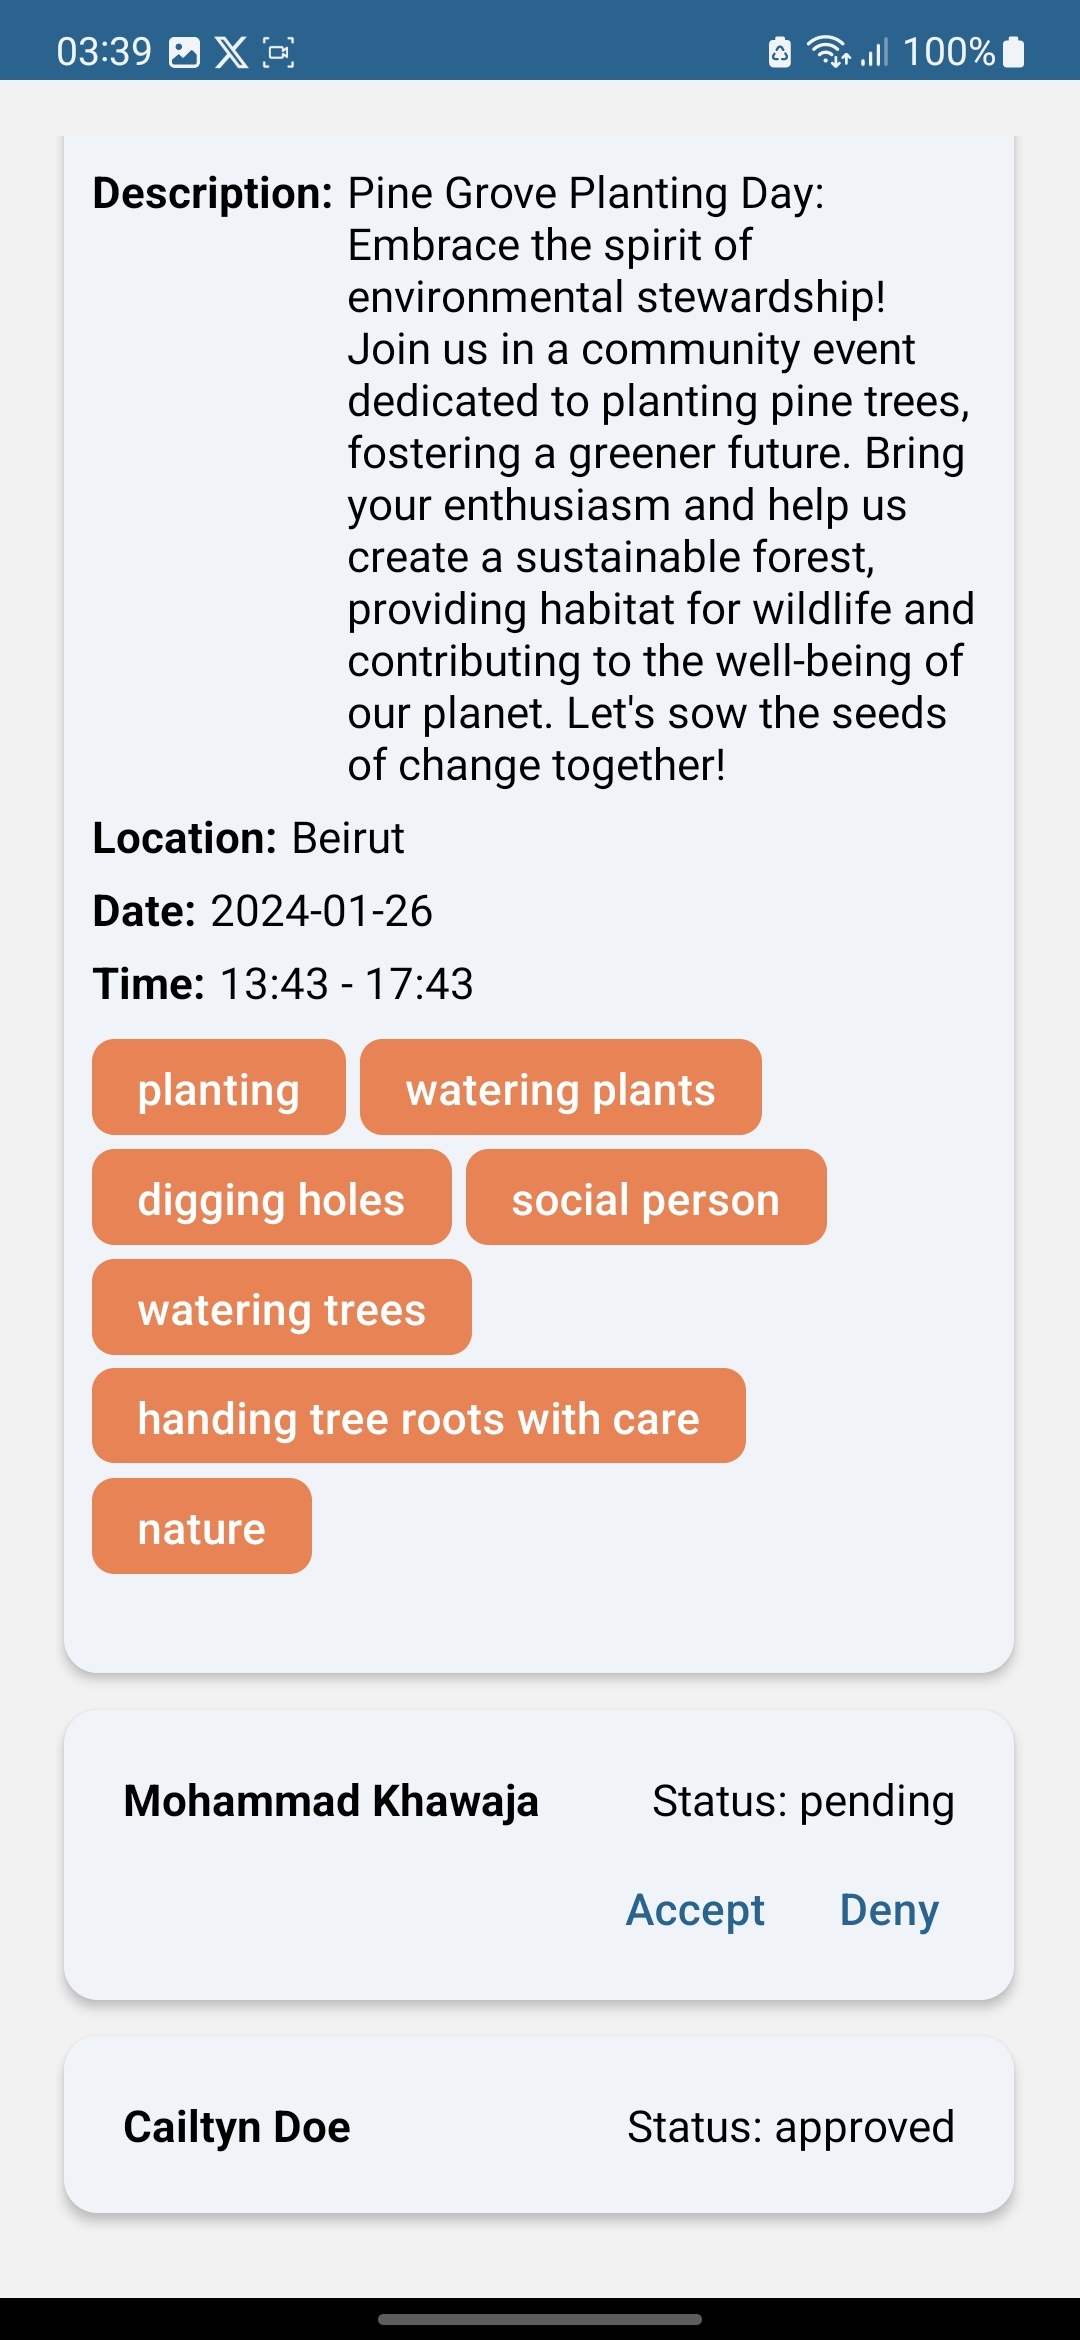 03:39 100%
Description: Pine Grove Planting Day:
Embrace the spirit of
environmental stewardship!
Join us in a community event
dedicated to planting pine trees,
fostering a greener future. Bring
your enthusiasm and help us
create a sustainable forest,
providing habitat for wildlife and
contributing to the well-being of
our planet. Let's sow the seeds
of change together!
Location: Beirut
Date: 2024-01-26
Time: 13:43 - 17:43
planting watering plants
digging holes social person
watering trees
handing tree roots with care
nature
Mohammad Khawaja Status: pending
Accept Deny
Cailtyn Doe Status: approved